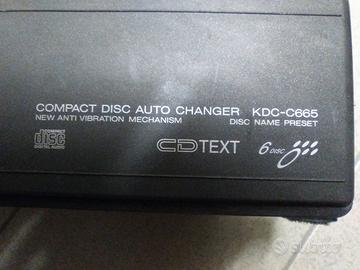 COMPACT DISC AUTO CHANGER KDC-C665
NEW ANTI VIBRATION MECHANISM DISC NAME PRESET
COMPACT
disc
DIGITAL AUDIO
CD TEXT
6 DISC
subito